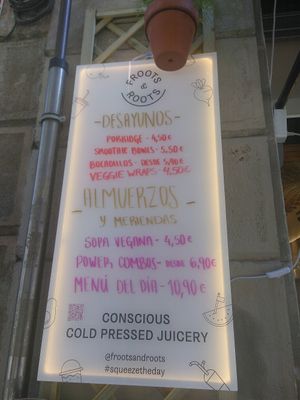 FROOTS
&
ROOTS
- DESAYUNOS -
PORRIDGE - 4,50€
SMOOTHIE BOWLS - 5,50€
BOCADILLOS - DESDE 5,90€
VEGGIE WRAPS - 4,50€
- ALMUERZOS -
Y MERIENDAS
SOPA VEGANA - 4,50€
POWER COMBOS - DESDE 6,90€
MENÚ DEL DÍA - 10,90€
CONSCIOUS
COLD PRESSED JUICERY
@frootsandroots
#squeezetheday